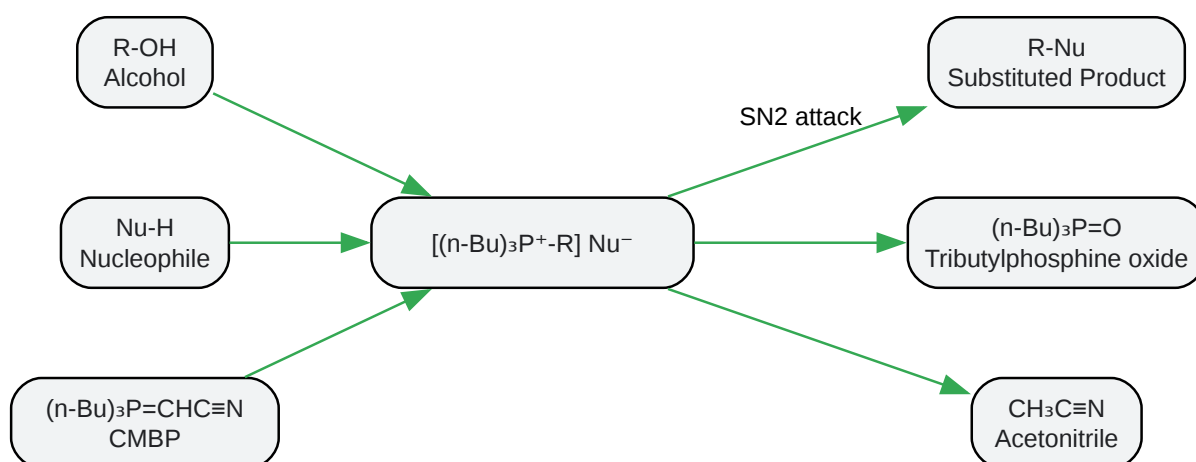 R-OH
Alcohol
R-Nu
Substituted Product
SN2 attack
Nu-H
Nucleophile
[(n-Bu)₃P⁺-R] Nu⁻
(n-Bu)₃P=O
Tributylphosphine oxide
(n-Bu)₃P=CHC≡N
CMBP
CH₃C≡N
Acetonitrile